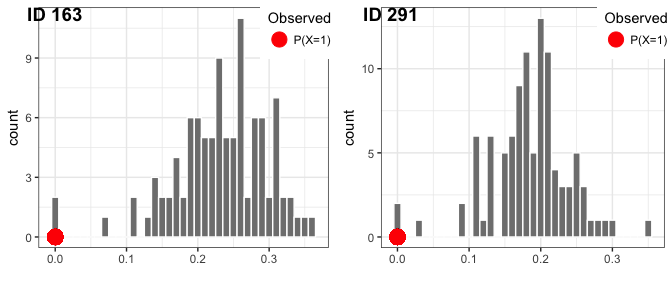 ID 163
Observed
P(X=1)
count
9
6
3
0
0.0
0.1
0.2
0.3
ID 291
Observed
P(X=1)
count
10
5
0
0.0
0.1
0.2
0.3